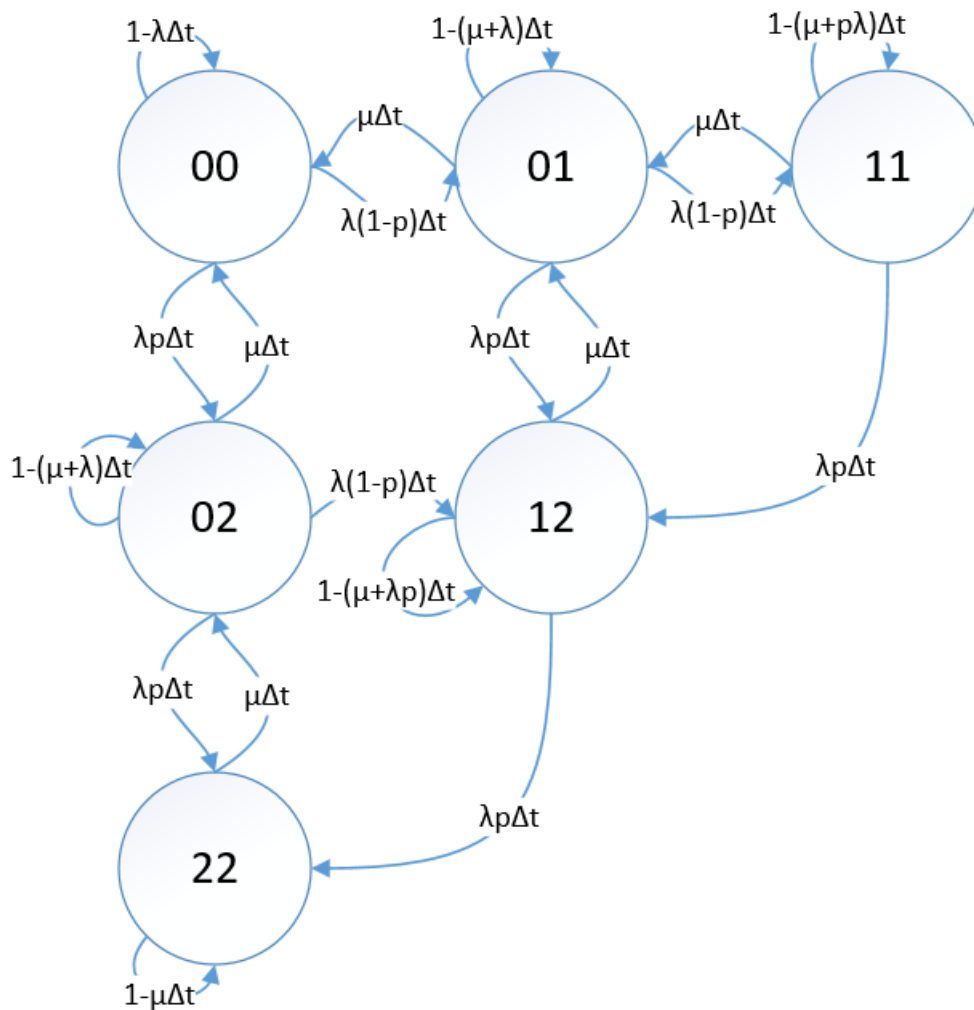 1-λΔt
1-(μ+λ)Δt
1-(μ+pλ)Δt
μΔt
μΔt
00
01
11
λ(1-p)Δt
λ(1-p)Δt
λpΔt
μΔt
λpΔt
μΔt
1-(μ+λ)Δt
λ(1-p)Δt
λpΔt
02
12
1-(μ+λp)Δt
λpΔt
μΔt
λpΔt
22
1-μΔt